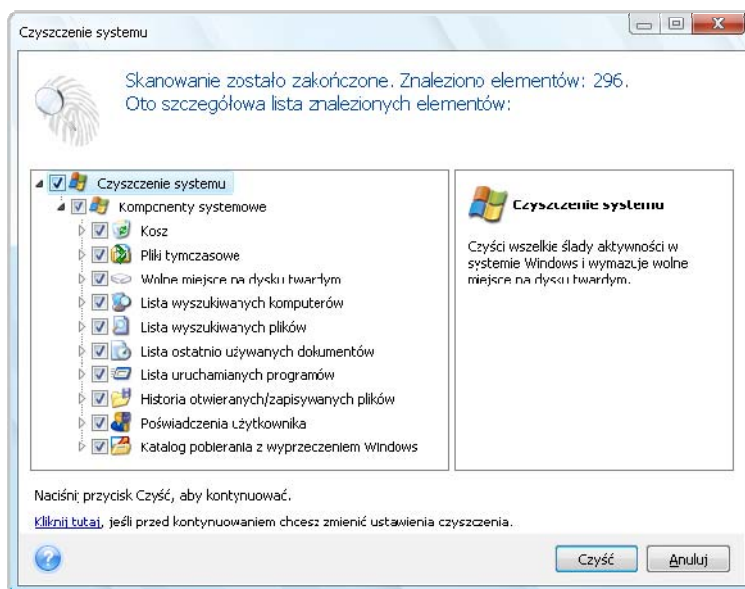 Czyszczenie systemu
Skanowanie zostało zakończone. Znaleziono elementów: 296.
Oto szczegółowa lista znalezionych elementów:
Czyszczenie systemu
Komponenty systemowe
Kosz
Pliki tymczasowe
Wolne miejsce na dysku twardym
Lista wyszukiwanych komputerów
Lista wyszukiwanych plików
Lista ostatnio używanych dokumentów
Lista uruchamianych programów
Historia otwieranych/zapisywanych plików
Poświadczenia użytkownika
Katalog pobierania z wyprzeczeniem Windows
Czyszczenie systemu
Czyści wszelkie ślady aktywności w
systemie Windows i wymazuje wolne
miejsce na dysku twardym.
Naciśnij przycisk Czyść, aby kontynuować.
Kliknij tutaj, jeśli przed kontynuowaniem chcesz zmienić ustawienia czyszczenia.
Czyść
Anuluj